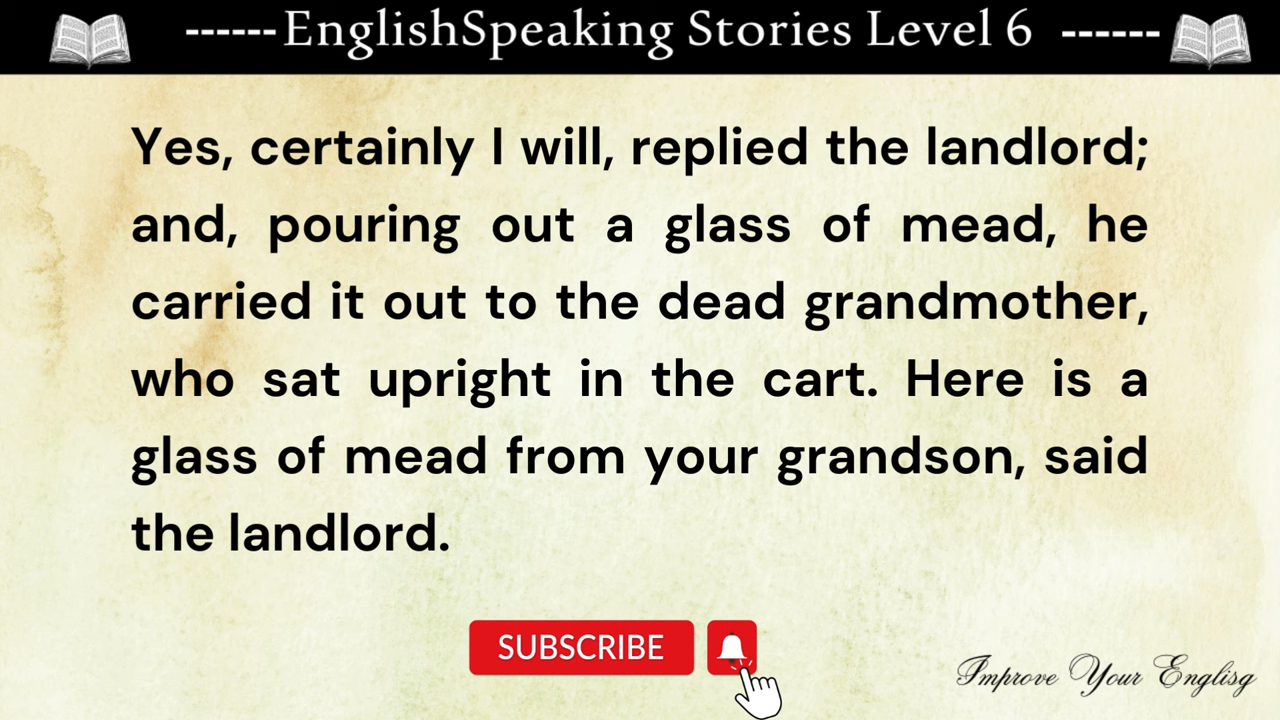 ------EnglishSpeaking Stories Level 6 ------
Yes, certainly I will, replied the landlord;
and, pouring out a glass of mead, he
carried it out to the dead grandmother,
who sat upright in the cart. Here is a
glass of mead from your grandson, said
the landlord.
SUBSCRIBE
Improve Your Englisg